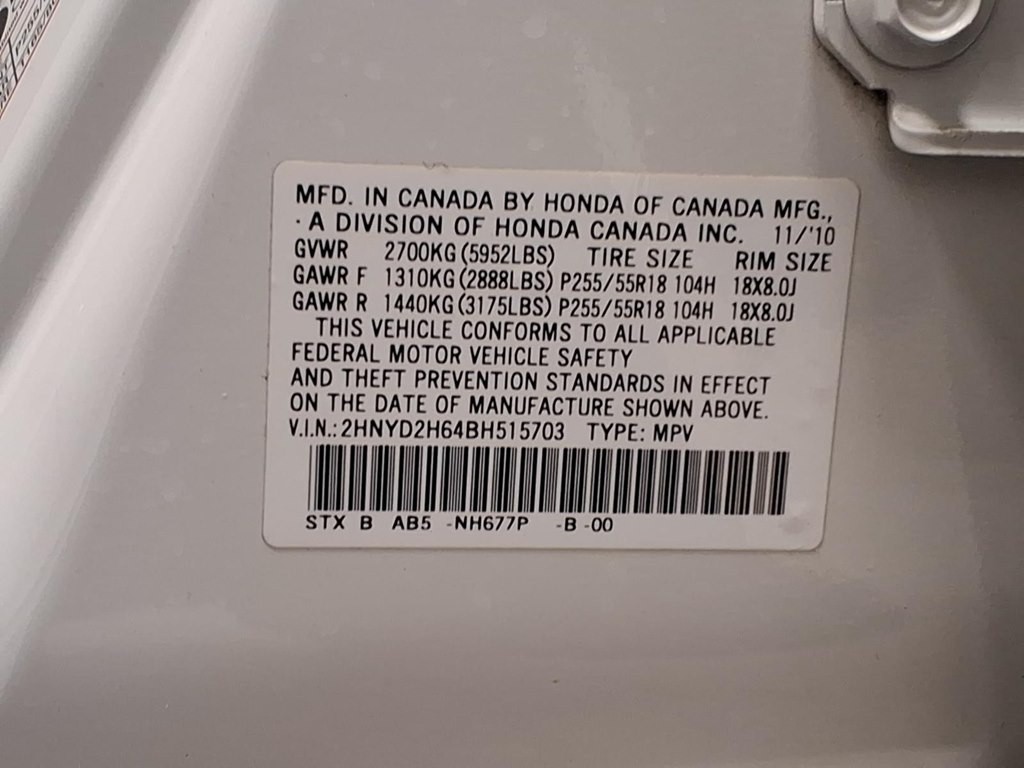 MFD. IN CANADA BY HONDA OF CANADA MFG.,
· A DIVISION OF HONDA CANADA INC. 11/'10
GVWR 2700KG (5952LBS) TIRE SIZE RIM SIZE
GAWR F 1310KG (2888LBS) P255/55R18 104H 18X8.0J
GAWR R 1440KG (3175LBS) P255/55R18 104H 18X8.0J
THIS VEHICLE CONFORMS TO ALL APPLICABLE
FEDERAL MOTOR VEHICLE SAFETY
AND THEFT PREVENTION STANDARDS IN EFFECT
ON THE DATE OF MANUFACTURE SHOWN ABOVE.
V.I.N.: 2HNYD2H64BH515703 TYPE: MPV
STX B AB5 -NH677P -B -00